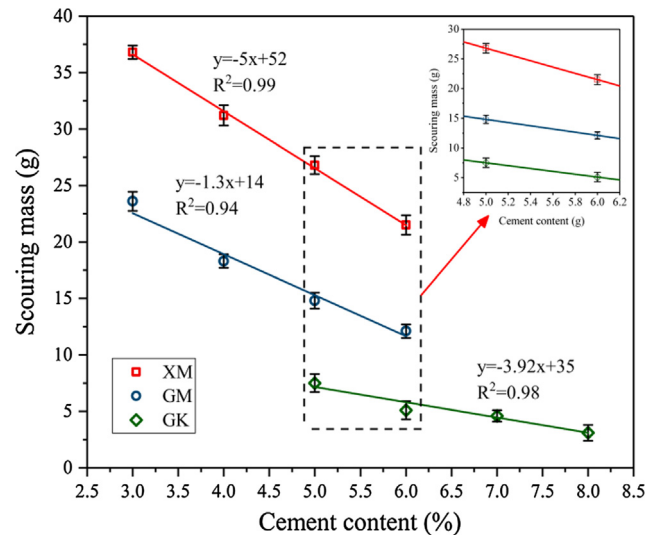 40
35
30
25
20
15
10
5
0
Scouring mass (g)
y=-5x+52
R²=0.99
y=-1.3x+14
R²=0.94
y=-3.92x+35
R²=0.98
XM
GM
GK
2.5 3.0 3.5 4.0 4.5 5.0 5.5 6.0 6.5 7.0 7.5 8.0 8.5
Cement content (%)
30
25
20
15
10
5
Scouring mass (g)
4.8 5.0 5.2 5.4 5.6 5.8 6.0 6.2
Cement content (g)